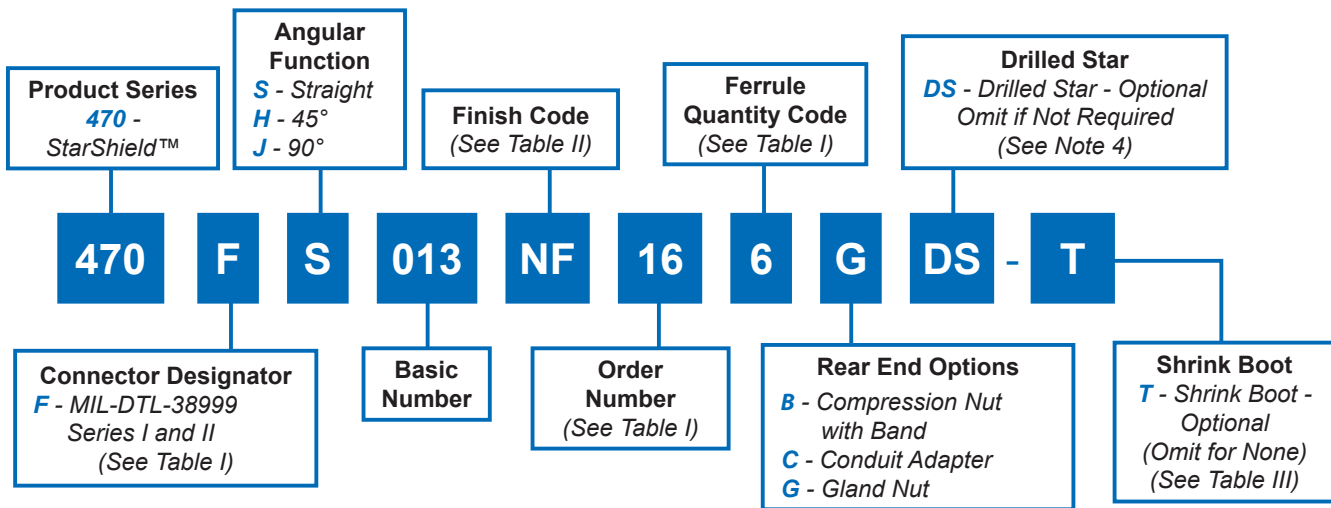 Product Series
470 -
StarShield™
Angular
Function
S - Straight
H - 45°
J - 90°
Finish Code
(See Table II)
Ferrule
Quantity Code
(See Table I)
Drilled Star
DS - Drilled Star - Optional
Omit if Not Required
(See Note 4)
470 F S 013 NF 16 6 G DS - T
Connector Designator
F - MIL-DTL-38999
Series I and II
(See Table I)
Basic
Number
Order
Number
(See Table I)
Rear End Options
B - Compression Nut
with Band
C - Conduit Adapter
G - Gland Nut
Shrink Boot
T - Shrink Boot -
Optional
(Omit for None)
(See Table III)